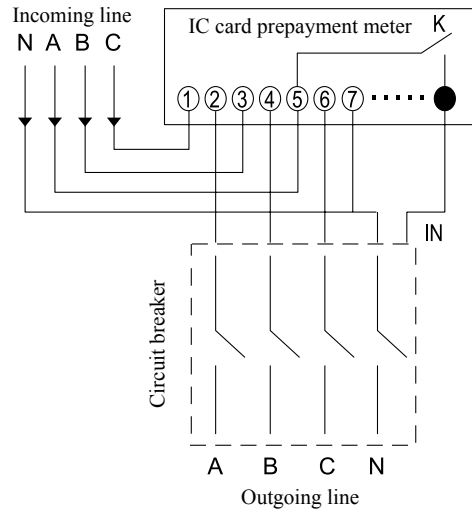 Incoming line
N A B C
IC card prepayment meter
K
1 2 3 4 5 6 7
IN
Circuit breaker
A B C N
Outgoing line